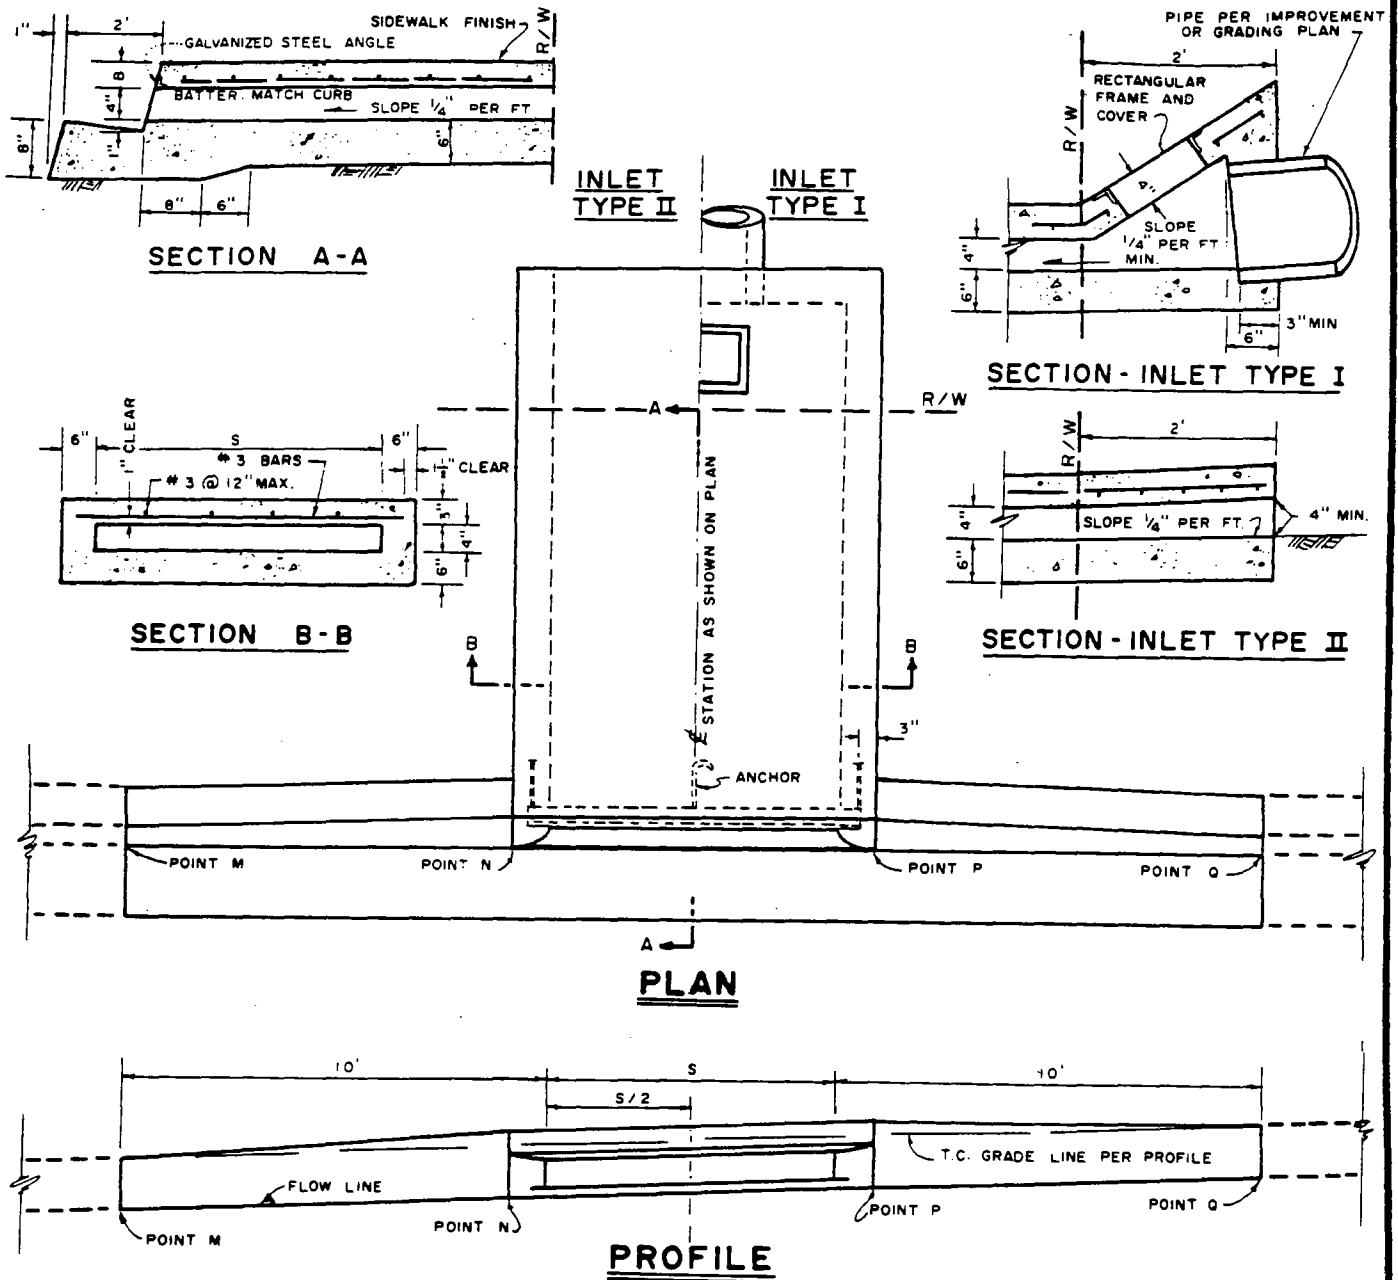 1"
2'
SIDEWALK FINISH
R/W
GALVANIZED STEEL ANGLE
8
4"
BATTER. MATCH CURB
SLOPE 1/4" PER FT
8"
1"
6"
8"
6"
SECTION A-A
INLET
TYPE II
INLET
TYPE I
PIPE PER IMPROVEMENT
OR GRADING PLAN
2'
RECTANGULAR
FRAME AND
COVER
R/W
4"
SLOPE
1/4" PER FT
MIN.
4"
6"
3" MIN
6"
SECTION - INLET TYPE I
R/W
A
6"
1" CLEAR
S
6"
# 3 BARS
1 1/2" CLEAR
# 3 @ 12" MAX.
3"
4"
6"
SECTION B-B
R/W
2'
4"
SLOPE 1/4" PER FT.
4" MIN.
6"
SECTION - INLET TYPE II
B
B
℄ STATION AS SHOWN ON PLAN
3"
ANCHOR
POINT M
POINT N
POINT P
POINT Q
A
PLAN
10'
S
10'
S/2
T.C. GRADE LINE PER PROFILE
FLOW LINE
POINT M
POINT N
POINT P
POINT Q
PROFILE